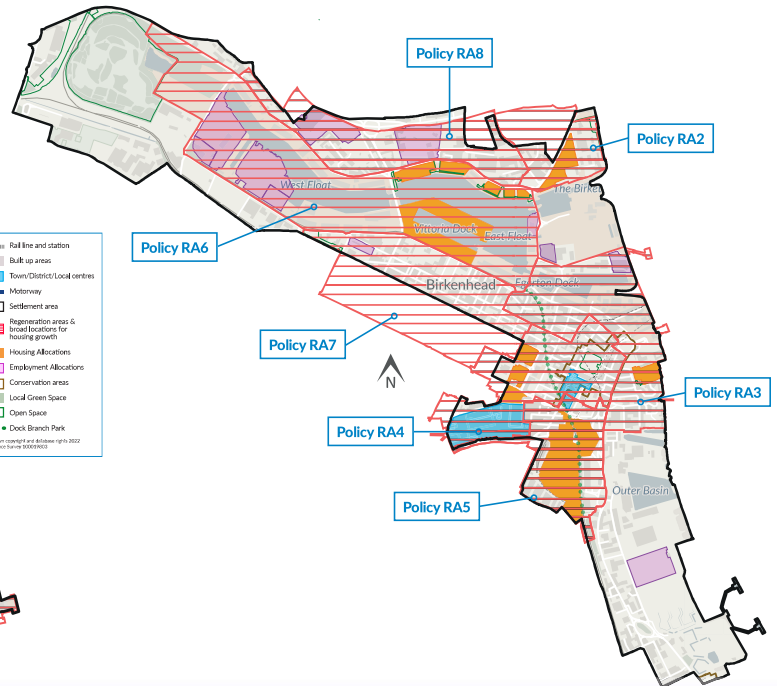 Policy RA8
Policy RA2
West Float
The Birket
Vittoria Dock
East Float
Policy RA6
Rail line and station
Built up areas
Town/District/Local centres
Motorway
Settlement area
Regeneration areas &
broad locations for
housing growth
Housing Allocations
Employment Allocations
Conservation areas
Local Green Space
Open Space
Dock Branch Park
copyright and database rights 2022
Survey 100019803
Birkenhead
Egerton Dock
Policy RA7
N
Policy RA3
Policy RA4
Outer Basin
Policy RA5